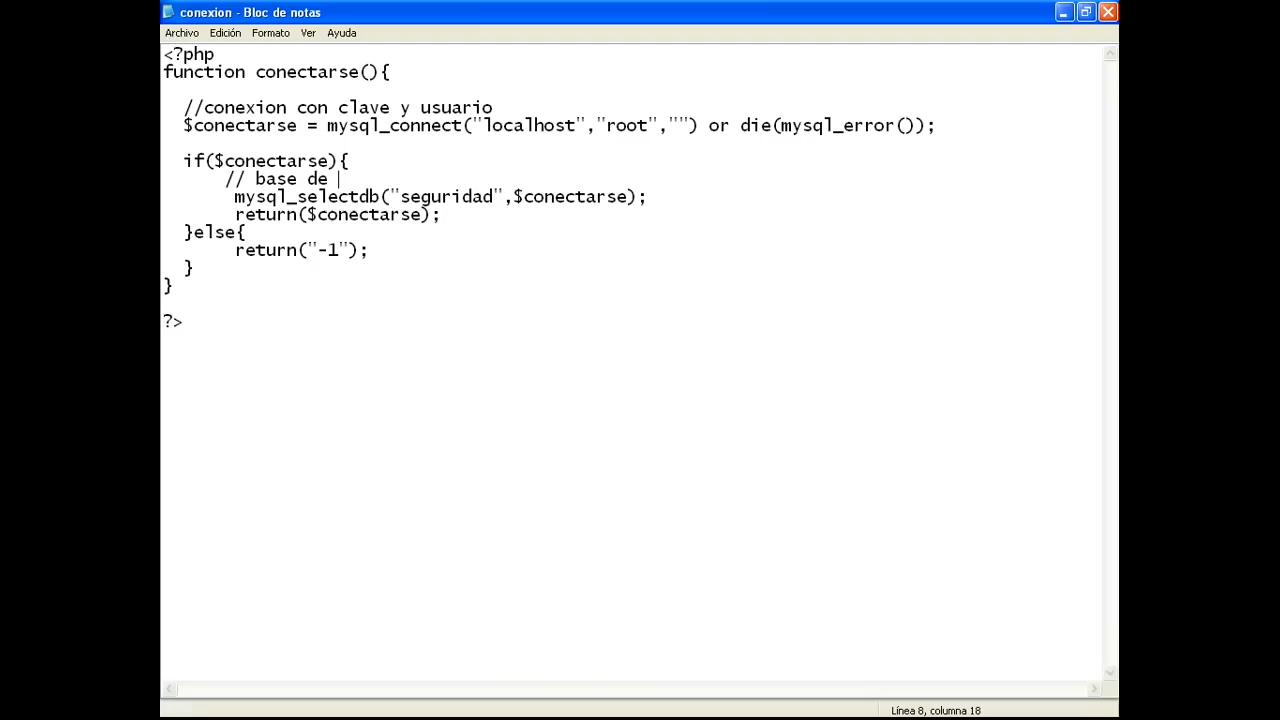 conexion - Bloc de notas
Archivo Edición Formato Ver Ayuda
<?php
function conectarse(){
//conexion con clave y usuario
$conectarse = mysql_connect("localhost","root","") or die(mysql_error());
if($conectarse){
// base de
mysql_selectdb("seguridad",$conectarse);
return($conectarse);
}else{
return("-1");
}
}
?>
Línea 8, columna 18